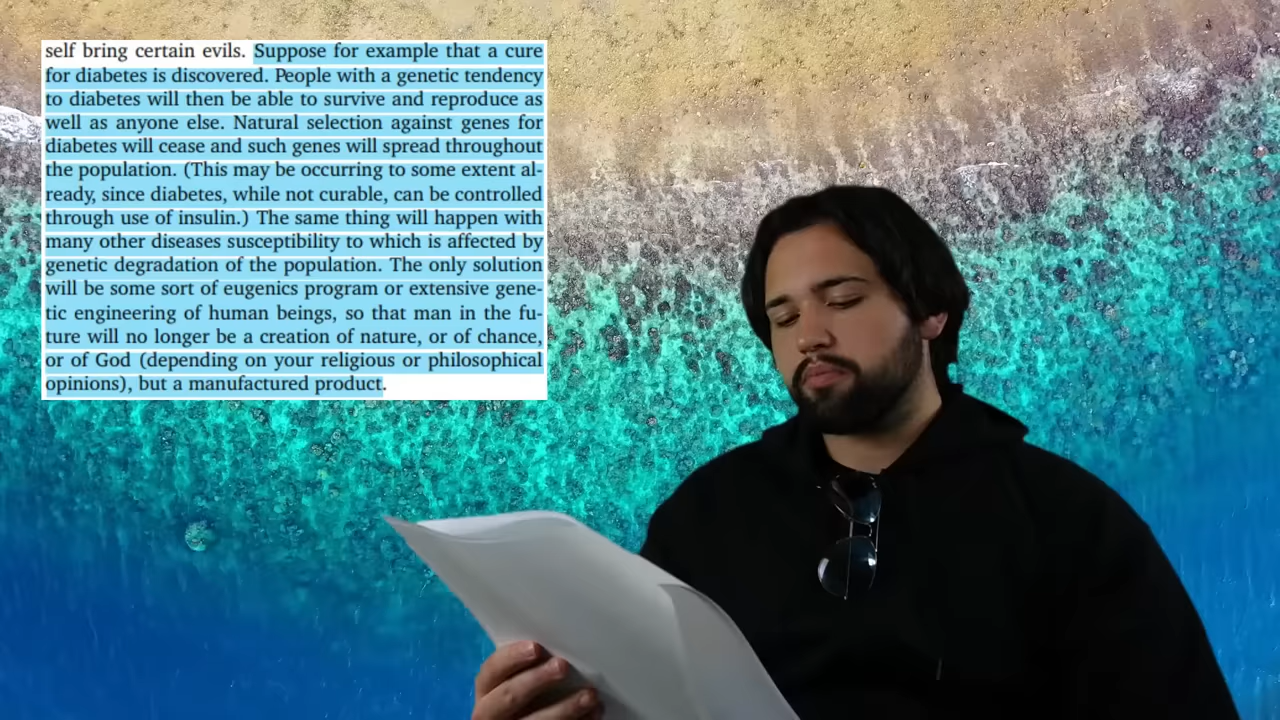 self bring certain evils. Suppose for example that a cure
for diabetes is discovered. People with a genetic tendency
to diabetes will then be able to survive and reproduce as
well as anyone else. Natural selection against genes for
diabetes will cease and such genes will spread throughout
the population. (This may be occurring to some extent al-
ready, since diabetes, while not curable, can be controlled
through use of insulin.) The same thing will happen with
many other diseases susceptibility to which is affected by
genetic degradation of the population. The only solution
will be some sort of eugenics program or extensive gene-
tic engineering of human beings, so that man in the fu-
ture will no longer be a creation of nature, or of chance,
or of God (depending on your religious or philosophical
opinions), but a manufactured product.